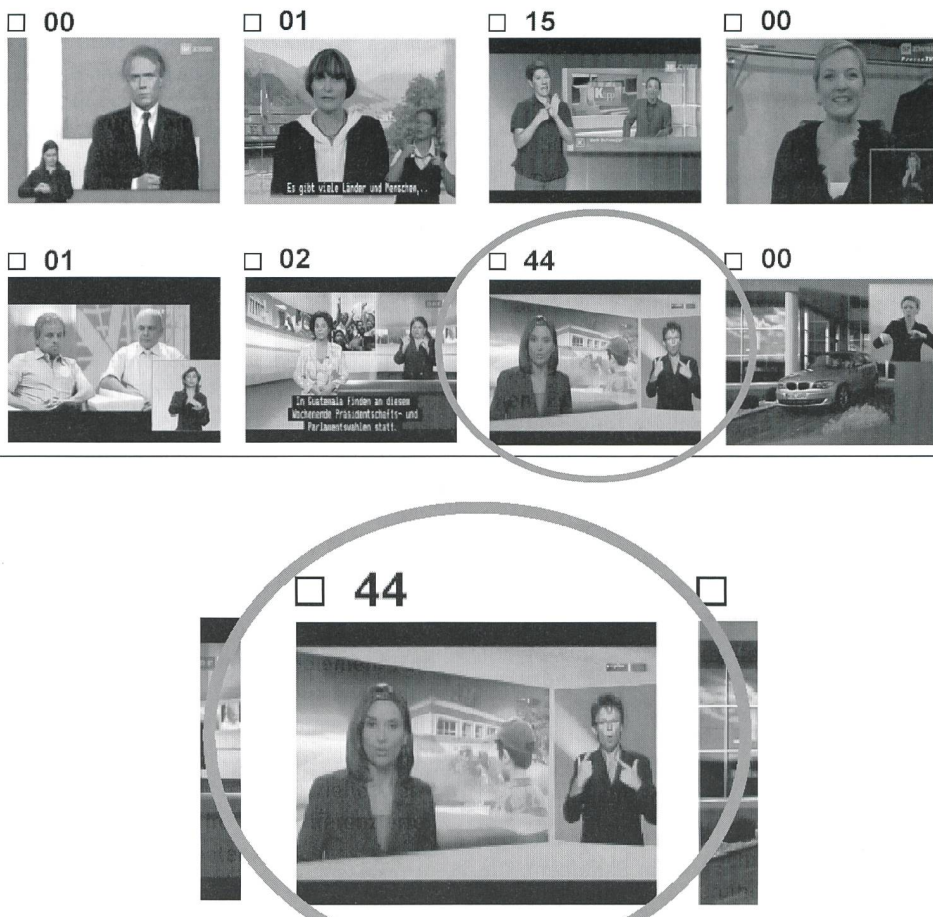 □ 00
□ 01
□ 15
□ 00
Es gibt viele Länder und Menschen,..
□ 01
□ 02
□ 44
□ 00
In Guatemala finden an diesem
Wochenende Präsidentschafts- und
Parlamentswahlen statt.
□ 44
□